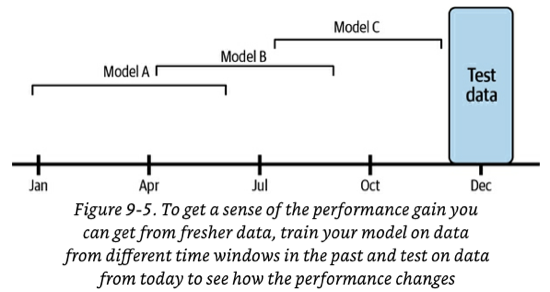 Model C
Model B
Model A
Test
data
Jan Apr Jul Oct Dec
Figure 9-5. To get a sense of the performance gain you
can get from fresher data, train your model on data
from different time windows in the past and test on data
from today to see how the performance changes